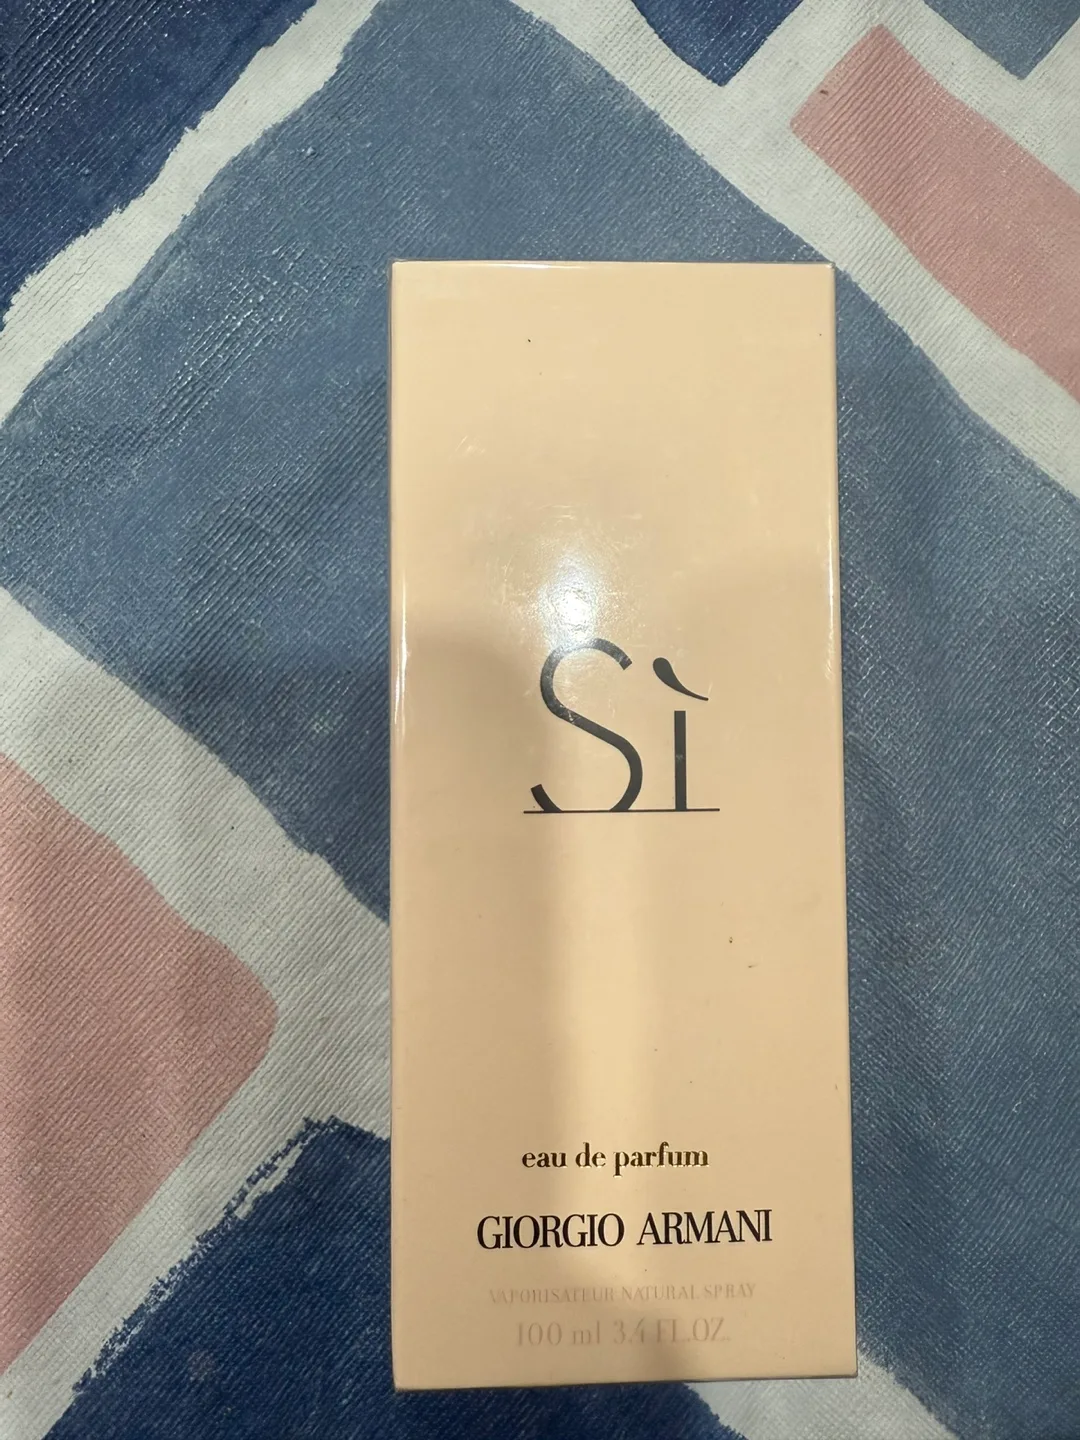 Sì
eau de parfum
GIORGIO ARMANI
VAPORISATEUR NATURAL SPRAY
100 ml 3.4 FL.OZ.